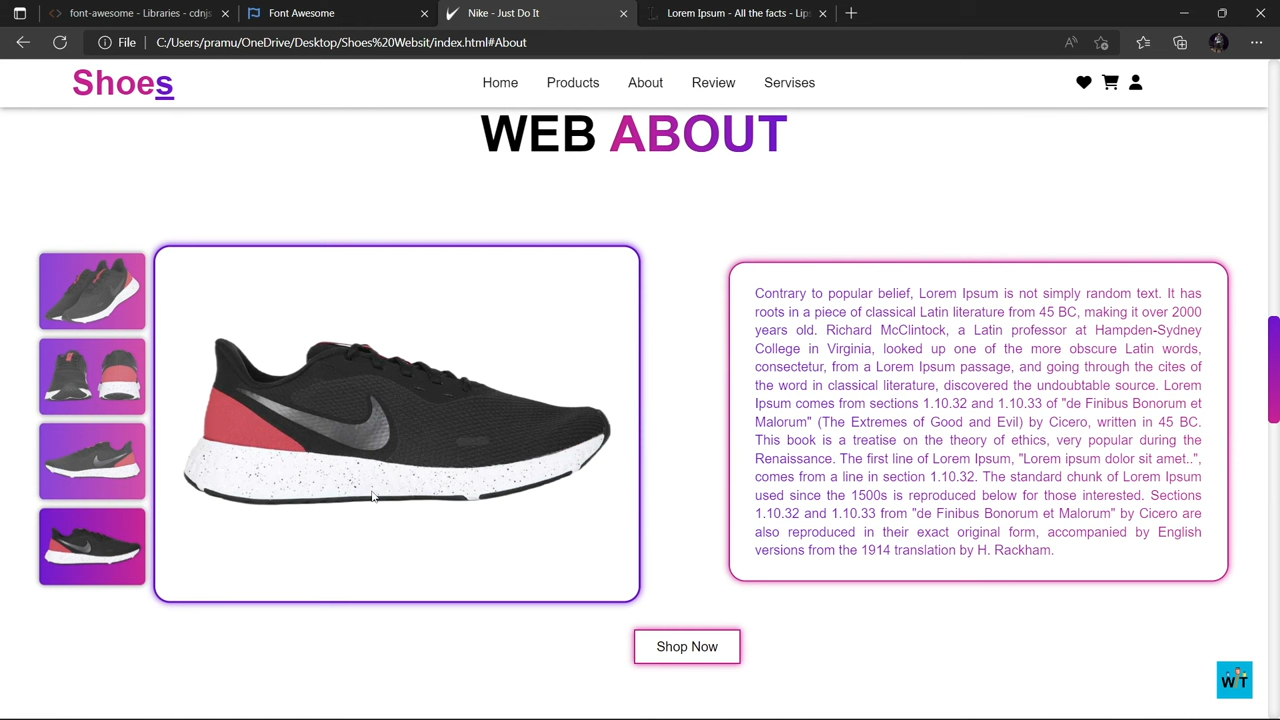 font-awesome - Libraries - cdnjs
Font Awesome
Nike - Just Do It
Lorem Ipsum - All the facts - Lips
File
C:/Users/pramu/OneDrive/Desktop/Shoes%20Websit/index.html#About
Shoes
Home
Products
About
Review
Servises
WEB ABOUT
Contrary to popular belief, Lorem Ipsum is not simply random text. It has
roots in a piece of classical Latin literature from 45 BC, making it over 2000
years old. Richard McClintock, a Latin professor at Hampden-Sydney
College in Virginia, looked up one of the more obscure Latin words,
consectetur, from a Lorem Ipsum passage, and going through the cites of
the word in classical literature, discovered the undoubtable source. Lorem
Ipsum comes from sections 1.10.32 and 1.10.33 of "de Finibus Bonorum et
Malorum" (The Extremes of Good and Evil) by Cicero, written in 45 BC.
This book is a treatise on the theory of ethics, very popular during the
Renaissance. The first line of Lorem Ipsum, "Lorem ipsum dolor sit amet..",
comes from a line in section 1.10.32. The standard chunk of Lorem Ipsum
used since the 1500s is reproduced below for those interested. Sections
1.10.32 and 1.10.33 from "de Finibus Bonorum et Malorum" by Cicero are
also reproduced in their exact original form, accompanied by English
versions from the 1914 translation by H. Rackham.
Shop Now
WT